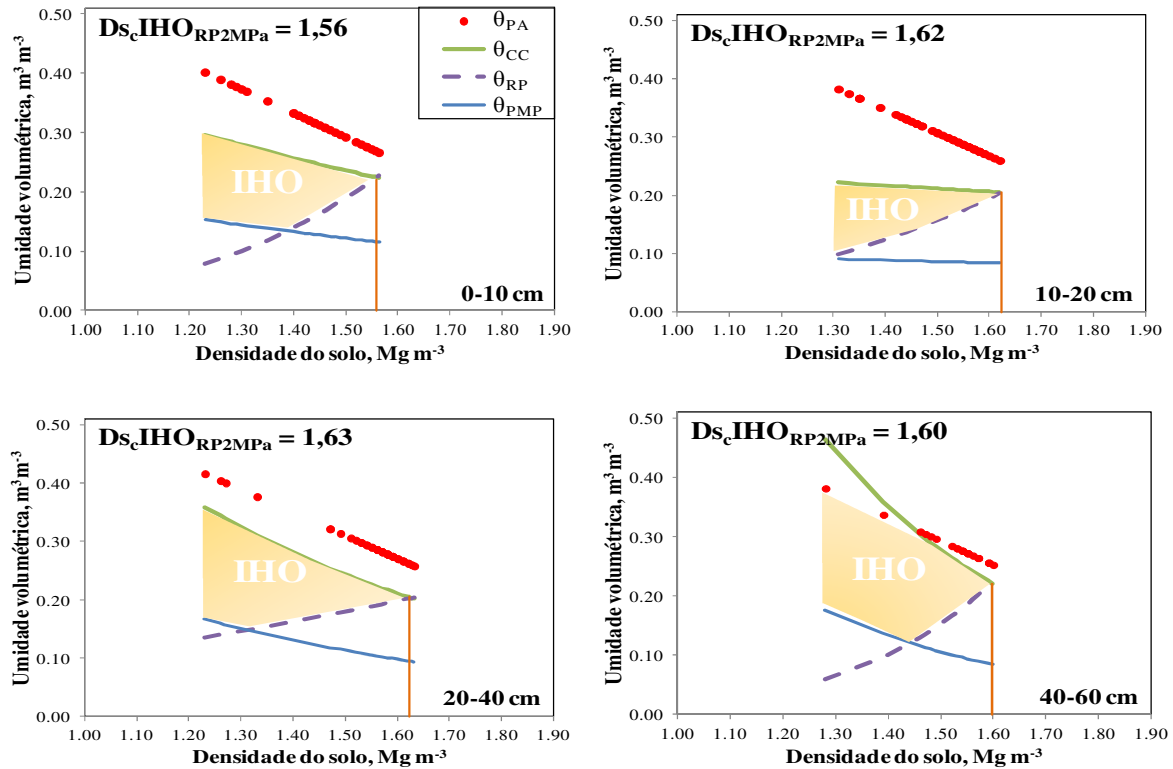 Ds_cIHO_RP2MPa = 1,56
θ_PA
θ_CC
θ_RP
θ_PMP
Umidade volumétrica, m³ m⁻³
0.50
0.40
0.30
0.20
0.10
0.00
IHO
0-10 cm
1.00 1.10 1.20 1.30 1.40 1.50 1.60 1.70 1.80 1.90
Densidade do solo, Mg m⁻³
Ds_cIHO_RP2MPa = 1,62
Umidade volumétrica, m³ m⁻³
0.50
0.40
0.30
0.20
0.10
0.00
IHO
10-20 cm
1.00 1.10 1.20 1.30 1.40 1.50 1.60 1.70 1.80 1.90
Densidade do solo, Mg m⁻³
Ds_cIHO_RP2MPa = 1,63
Umidade volumétrica, m³ m⁻³
0.50
0.40
0.30
0.20
0.10
0.00
IHO
20-40 cm
1.00 1.10 1.20 1.30 1.40 1.50 1.60 1.70 1.80 1.90
Densidade do solo, Mg m⁻³
Ds_cIHO_RP2MPa = 1,60
Umidade volumétrica, m³ m⁻³
0.50
0.40
0.30
0.20
0.10
0.00
IHO
40-60 cm
1.00 1.10 1.20 1.30 1.40 1.50 1.60 1.70 1.80 1.90
Densidade do solo, Mg m⁻³